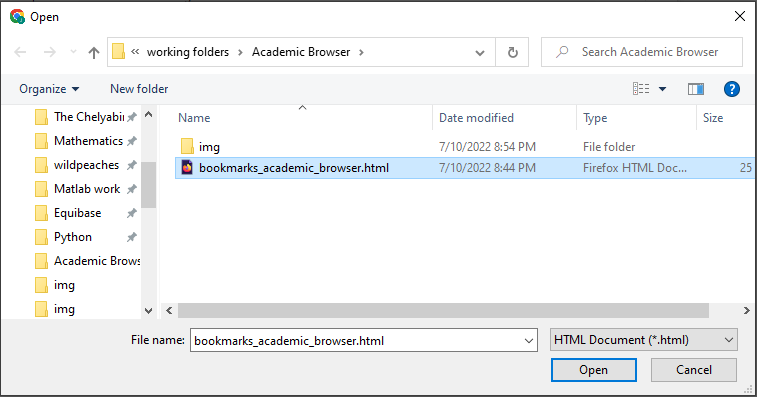 Open
« working folders > Academic Browser >
Search Academic Browser
Organize New folder
?
Name Date modified Type Size
The Chelyabin
Mathematics
wildpeaches
Matlab work
Equibase
Python
Academic Brows
img
img
img 7/10/2022 8:54 PM File folder
bookmarks_academic_browser.html 7/10/2022 8:44 PM Firefox HTML Doc... 25
File name: bookmarks_academic_browser.html HTML Document (*.html)
Open Cancel